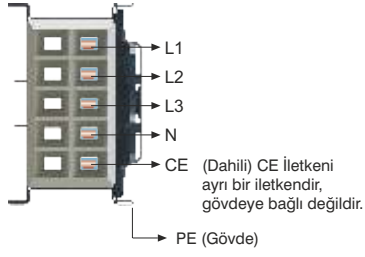 L1
L2
L3
N
CE (Dahili) CE İletkeni
ayrı bir iletkendir,
gövdeye bağlı değildir.
PE (Gövde)